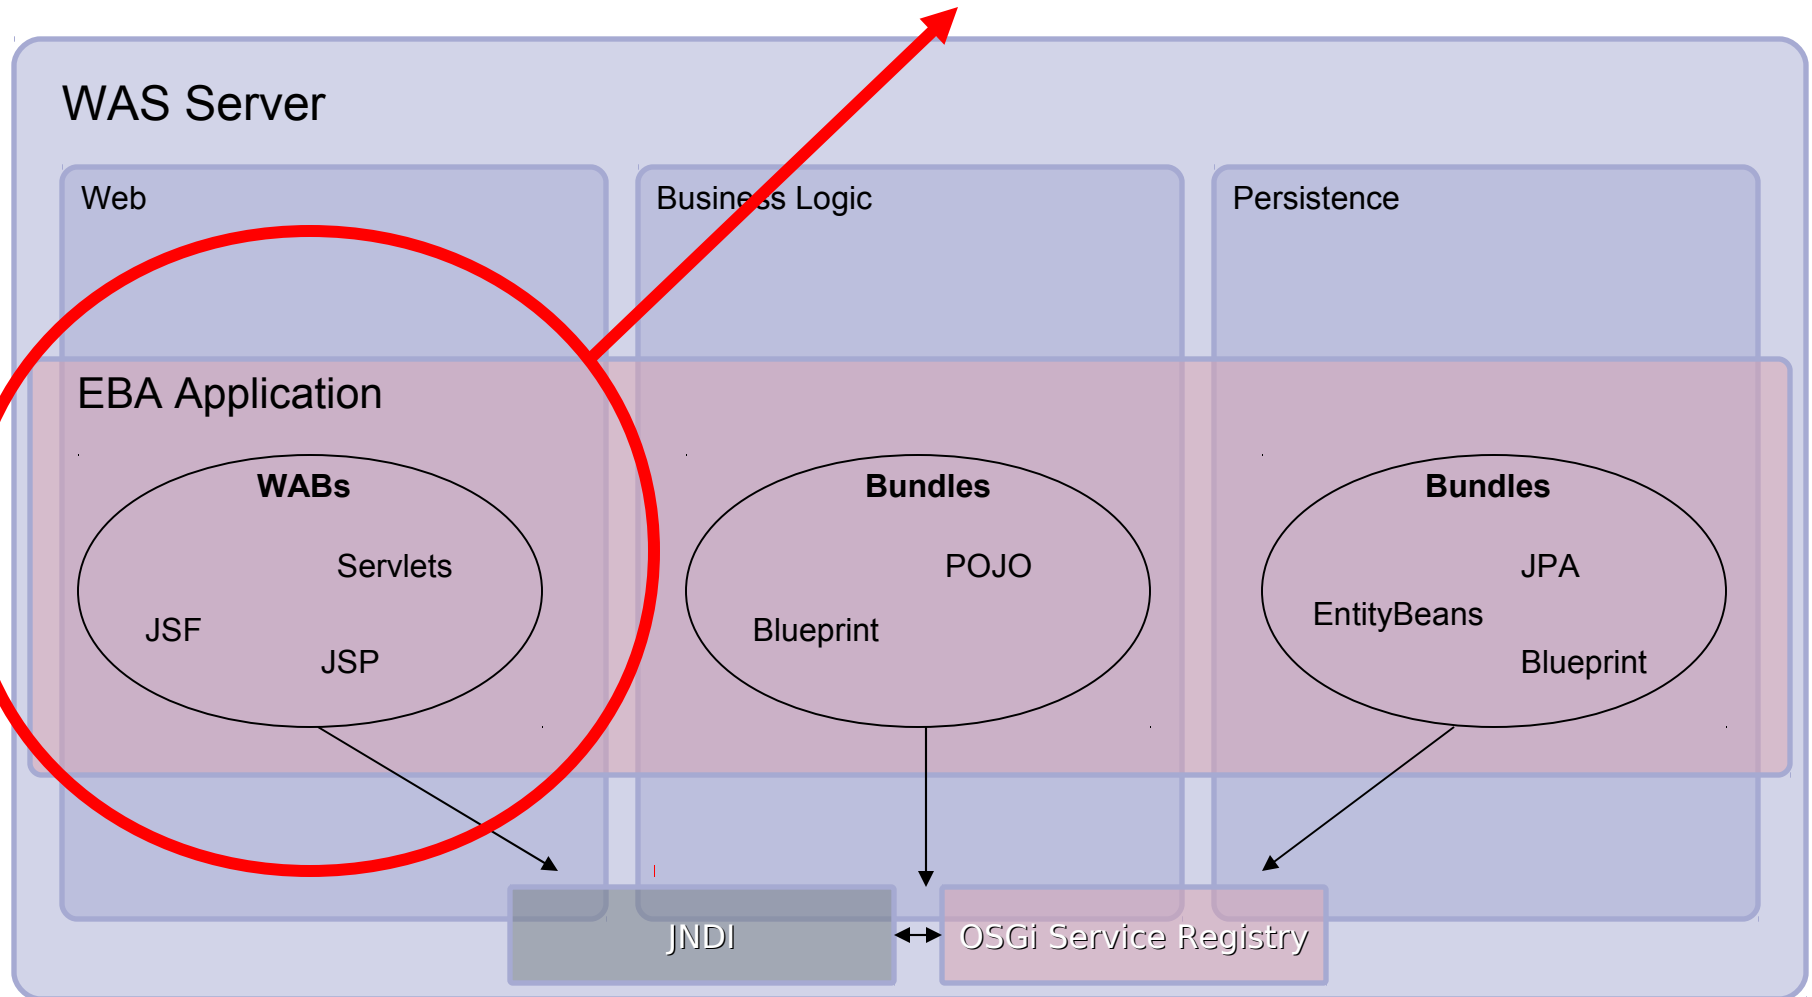 WAS Server
Web
Business Logic
Persistence
EBA Application
WABs
Servlets
JSF
JSP
Bundles
POJO
Blueprint
Bundles
JPA
EntityBeans
Blueprint
JNDI
OSGi Service Registry